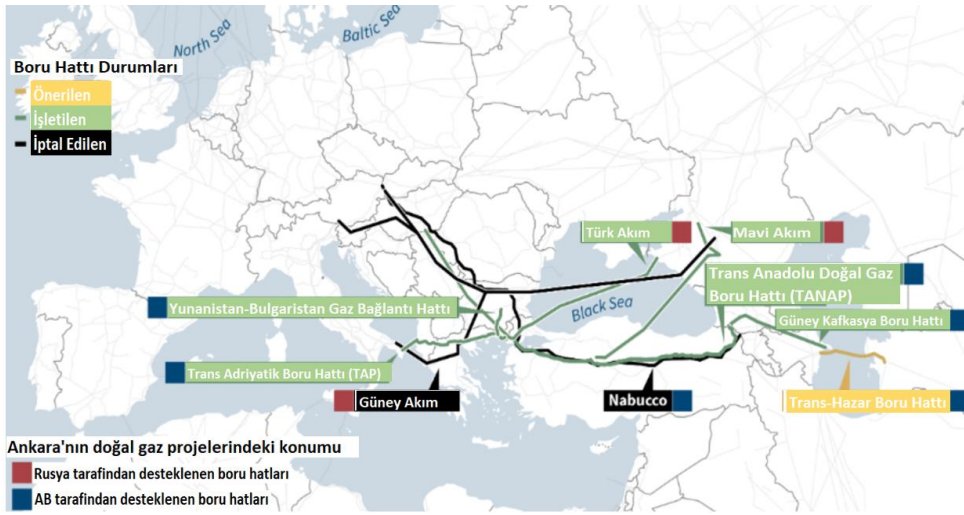 North Sea
Baltic Sea
Boru Hattı Durumları
Önerilen
İşletilen
İptal Edilen
Türk Akım
Mavi Akım
Trans Anadolu Doğal Gaz
Boru Hattı (TANAP)
Black Sea
Yunanistan-Bulgaristan Gaz Bağlantı Hattı
Güney Kafkasya Boru Hattı
Trans Adriyatik Boru Hattı (TAP)
Güney Akım
Nabucco
Trans-Hazar Boru Hattı
Ankara'nın doğal gaz projelerindeki konumu
Rusya tarafindan desteklenen boru hatları
AB tarafindan desteklenen boru hatları